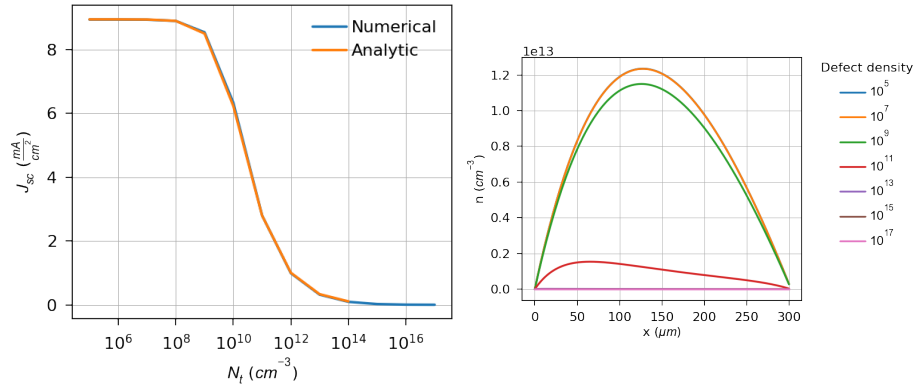 Numerical
Analytic
8
6
4
2
0
J_sc (mA/cm²)
10^6 10^8 10^10 10^12 10^14 10^16
N_t (cm^−3)
1e13
1.2
1.0
0.8
0.6
0.4
0.2
0.0
n (cm^−3)
0 50 100 150 200 250 300
x (μm)
Defect density
10^5
10^7
10^9
10^11
10^13
10^15
10^17